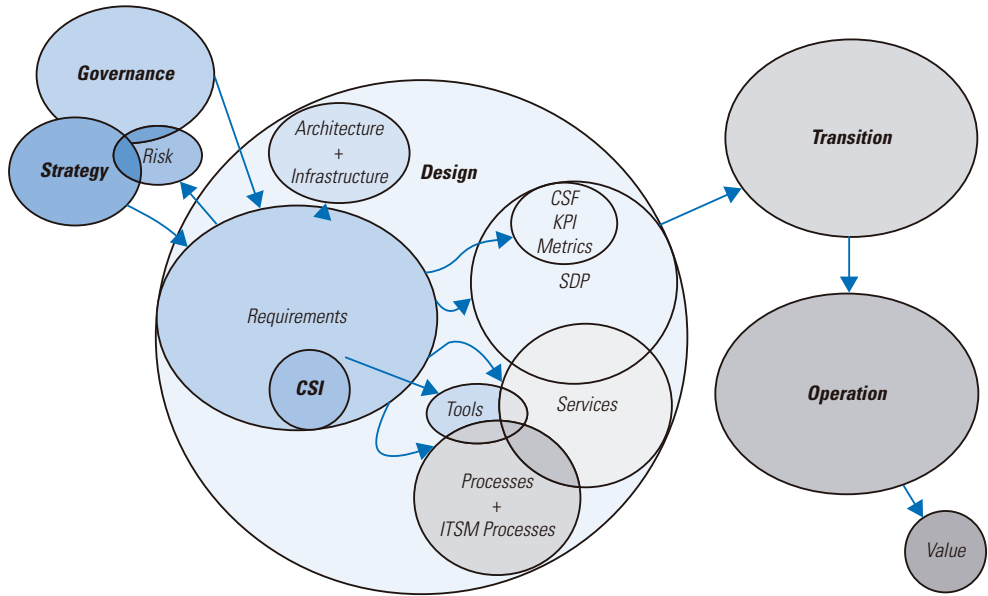 Governance
Strategy
Risk
Architecture
+
Infrastructure
Design
CSF
KPI
Metrics
SDP
Requirements
CSI
Tools
Services
Processes
+
ITSM Processes
Transition
Operation
Value